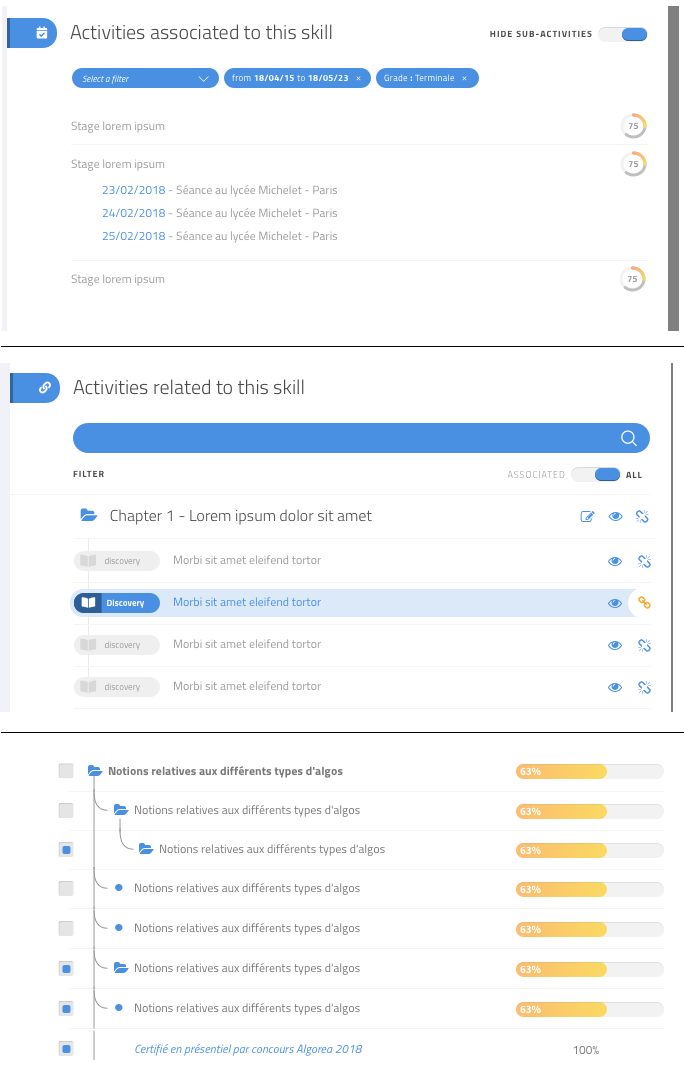 Activities associated to this skill
HIDE SUB-ACTIVITIES
Select a filter
from 18/04/15 to 18/05/23 ×
Grade : Terminale ×
Stage lorem ipsum 75
Stage lorem ipsum 75
23/02/2018 - Séance au lycée Michelet - Paris
24/02/2018 - Séance au lycée Michelet - Paris
25/02/2018 - Séance au lycée Michelet - Paris
Stage lorem ipsum 75
Activities related to this skill
FILTER ASSOCIATED ALL
Chapter 1 - Lorem ipsum dolor sit amet
discovery Morbi sit amet eleifend tortor
Discovery Morbi sit amet eleifend tortor
discovery Morbi sit amet eleifend tortor
discovery Morbi sit amet eleifend tortor
Notions relatives aux différents types d'algos 63%
Notions relatives aux différents types d'algos 63%
Notions relatives aux différents types d'algos 63%
Notions relatives aux différents types d'algos 63%
Notions relatives aux différents types d'algos 63%
Notions relatives aux différents types d'algos 63%
Notions relatives aux différents types d'algos 63%
Certifié en présentiel par concours Algorea 2018 100%